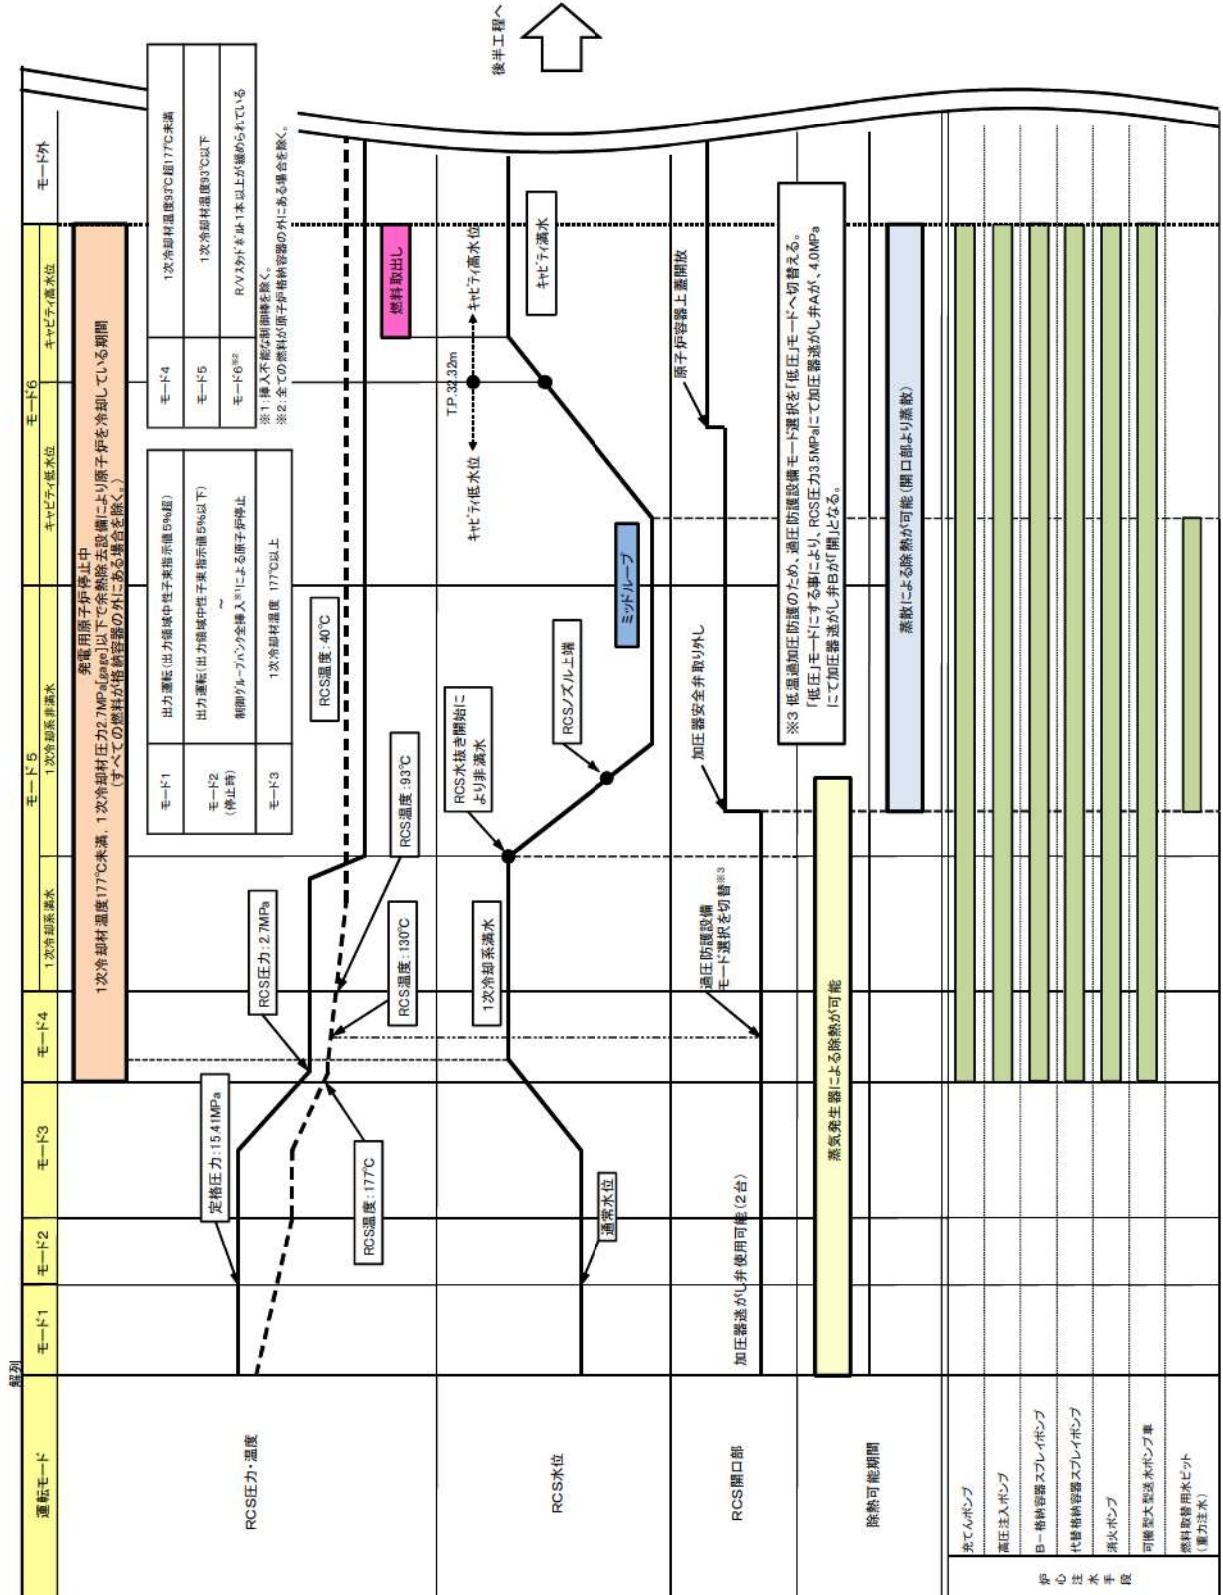 解列
運転モード
モード1
モード2
モード3
モード4
モード5
モード6
モード外
1次冷却系満水
1次冷却系非満水
キャビティ低水位
キャビティ高水位
発電用原子炉停止中
1次冷却材温度177℃未満、1次冷却材圧力2.7MPa[gage]以下で余熱除去設備により原子炉を冷却している期間
(すべての燃料が格納容器の外にある場合を除く。)
モード1
出力運転(出力領域中性子束指示値5%超)
モード2
(停止時)
出力運転(出力領域中性子束指示値5%以下)
~
制御グループバンク全挿入※1による原子炉停止
モード3
1次冷却材温度 177℃以上
モード4
1次冷却材温度93℃超177℃未満
モード5
1次冷却材温度93℃以下
モード6※2
R/Vスタッドボルト1本以上が緩められている
※1:挿入不能な制御棒を除く。
※2:全ての燃料が原子炉格納容器の外にある場合を除く。
RCS圧力・温度
定格圧力:15.41MPa
RCS圧力:2.7MPa
RCS温度:177℃
RCS温度:130℃
RCS温度:93℃
RCS温度:40℃
燃料取出し
RCS水位
通常水位
1次冷却系満水
RCS水抜き開始に
より非満水
RCSノズル上端
ミッドループ
T.P.32.32m
キャビティ低水位
キャビティ高水位
キャビティ満水
後半工程へ
RCS開口部
加圧器逃がし弁使用可能(2台)
過圧防護設備
モード選択を切替※3
加圧器安全弁取り外し
原子炉容器上蓋開放
※3 低温過加圧防護のため、過圧防護設備モード選択を「低圧」モードへ切替える。
「低圧」モードにする事により、RCS圧力3.5MPaにて加圧器逃がし弁Aが、4.0MPa
にて加圧器逃がし弁Bが「開」となる。
除熱可能期間
蒸気発生器による除熱が可能
蒸散による除熱が可能(開口部より蒸散)
炉心注水手段
充てんポンプ
高圧注入ポンプ
B-格納容器スプレイポンプ
代替格納容器スプレイポンプ
消火ポンプ
可搬型大型送水ポンプ車
燃料取替用水ピット
(重力注水)